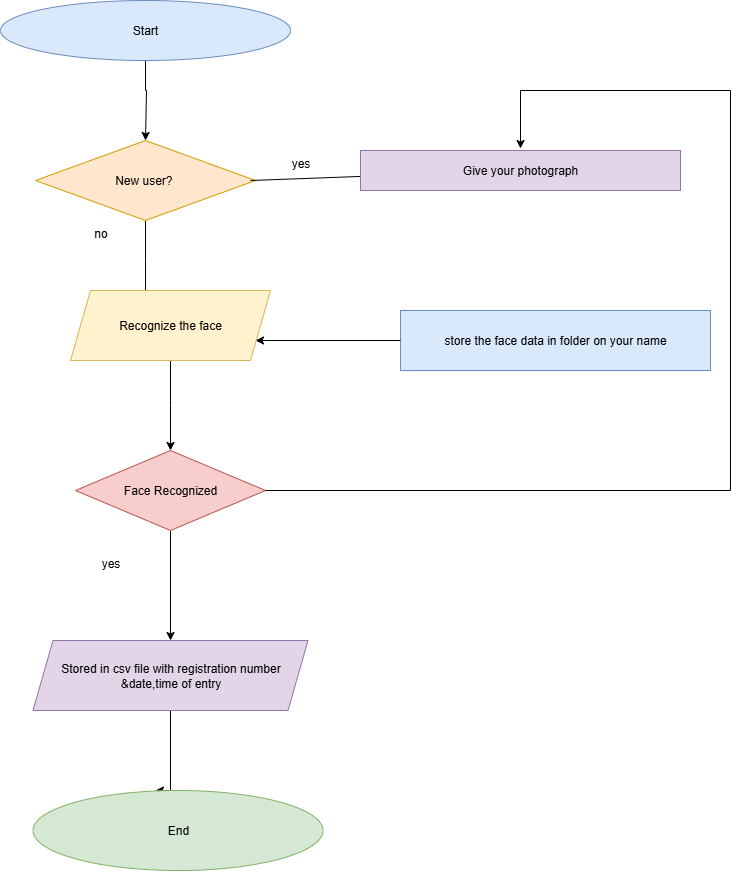 Start
New user?
yes
Give your photograph
no
Recognize the face
store the face data in folder on your name
Face Recognized
yes
Stored in csv file with registration number
&date,time of entry
End